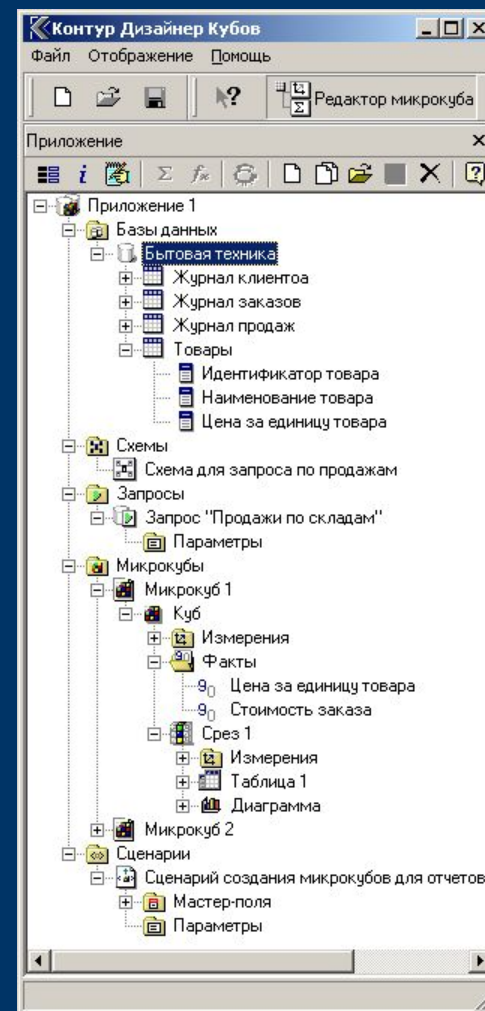 Контур Дизайнер Кубов
Файл Отображение Помощь
Редактор микрокуба
Приложение
Приложение 1
Базы данных
Бытовая техника
Журнал клиентоа
Журнал заказов
Журнал продаж
Товары
Идентификатор товара
Наименование товара
Цена за единицу товара
Схемы
Схема для запроса по продажам
Запросы
Запрос "Продажи по складам"
Параметры
Микрокубы
Микрокуб 1
Куб
Измерения
Факты
Цена за единицу товара
Стоимость заказа
Срез 1
Измерения
Таблица 1
Диаграмма
Микрокуб 2
Сценарии
Сценарий создания микрокубов для отчетов
Мастер-поля
Параметры